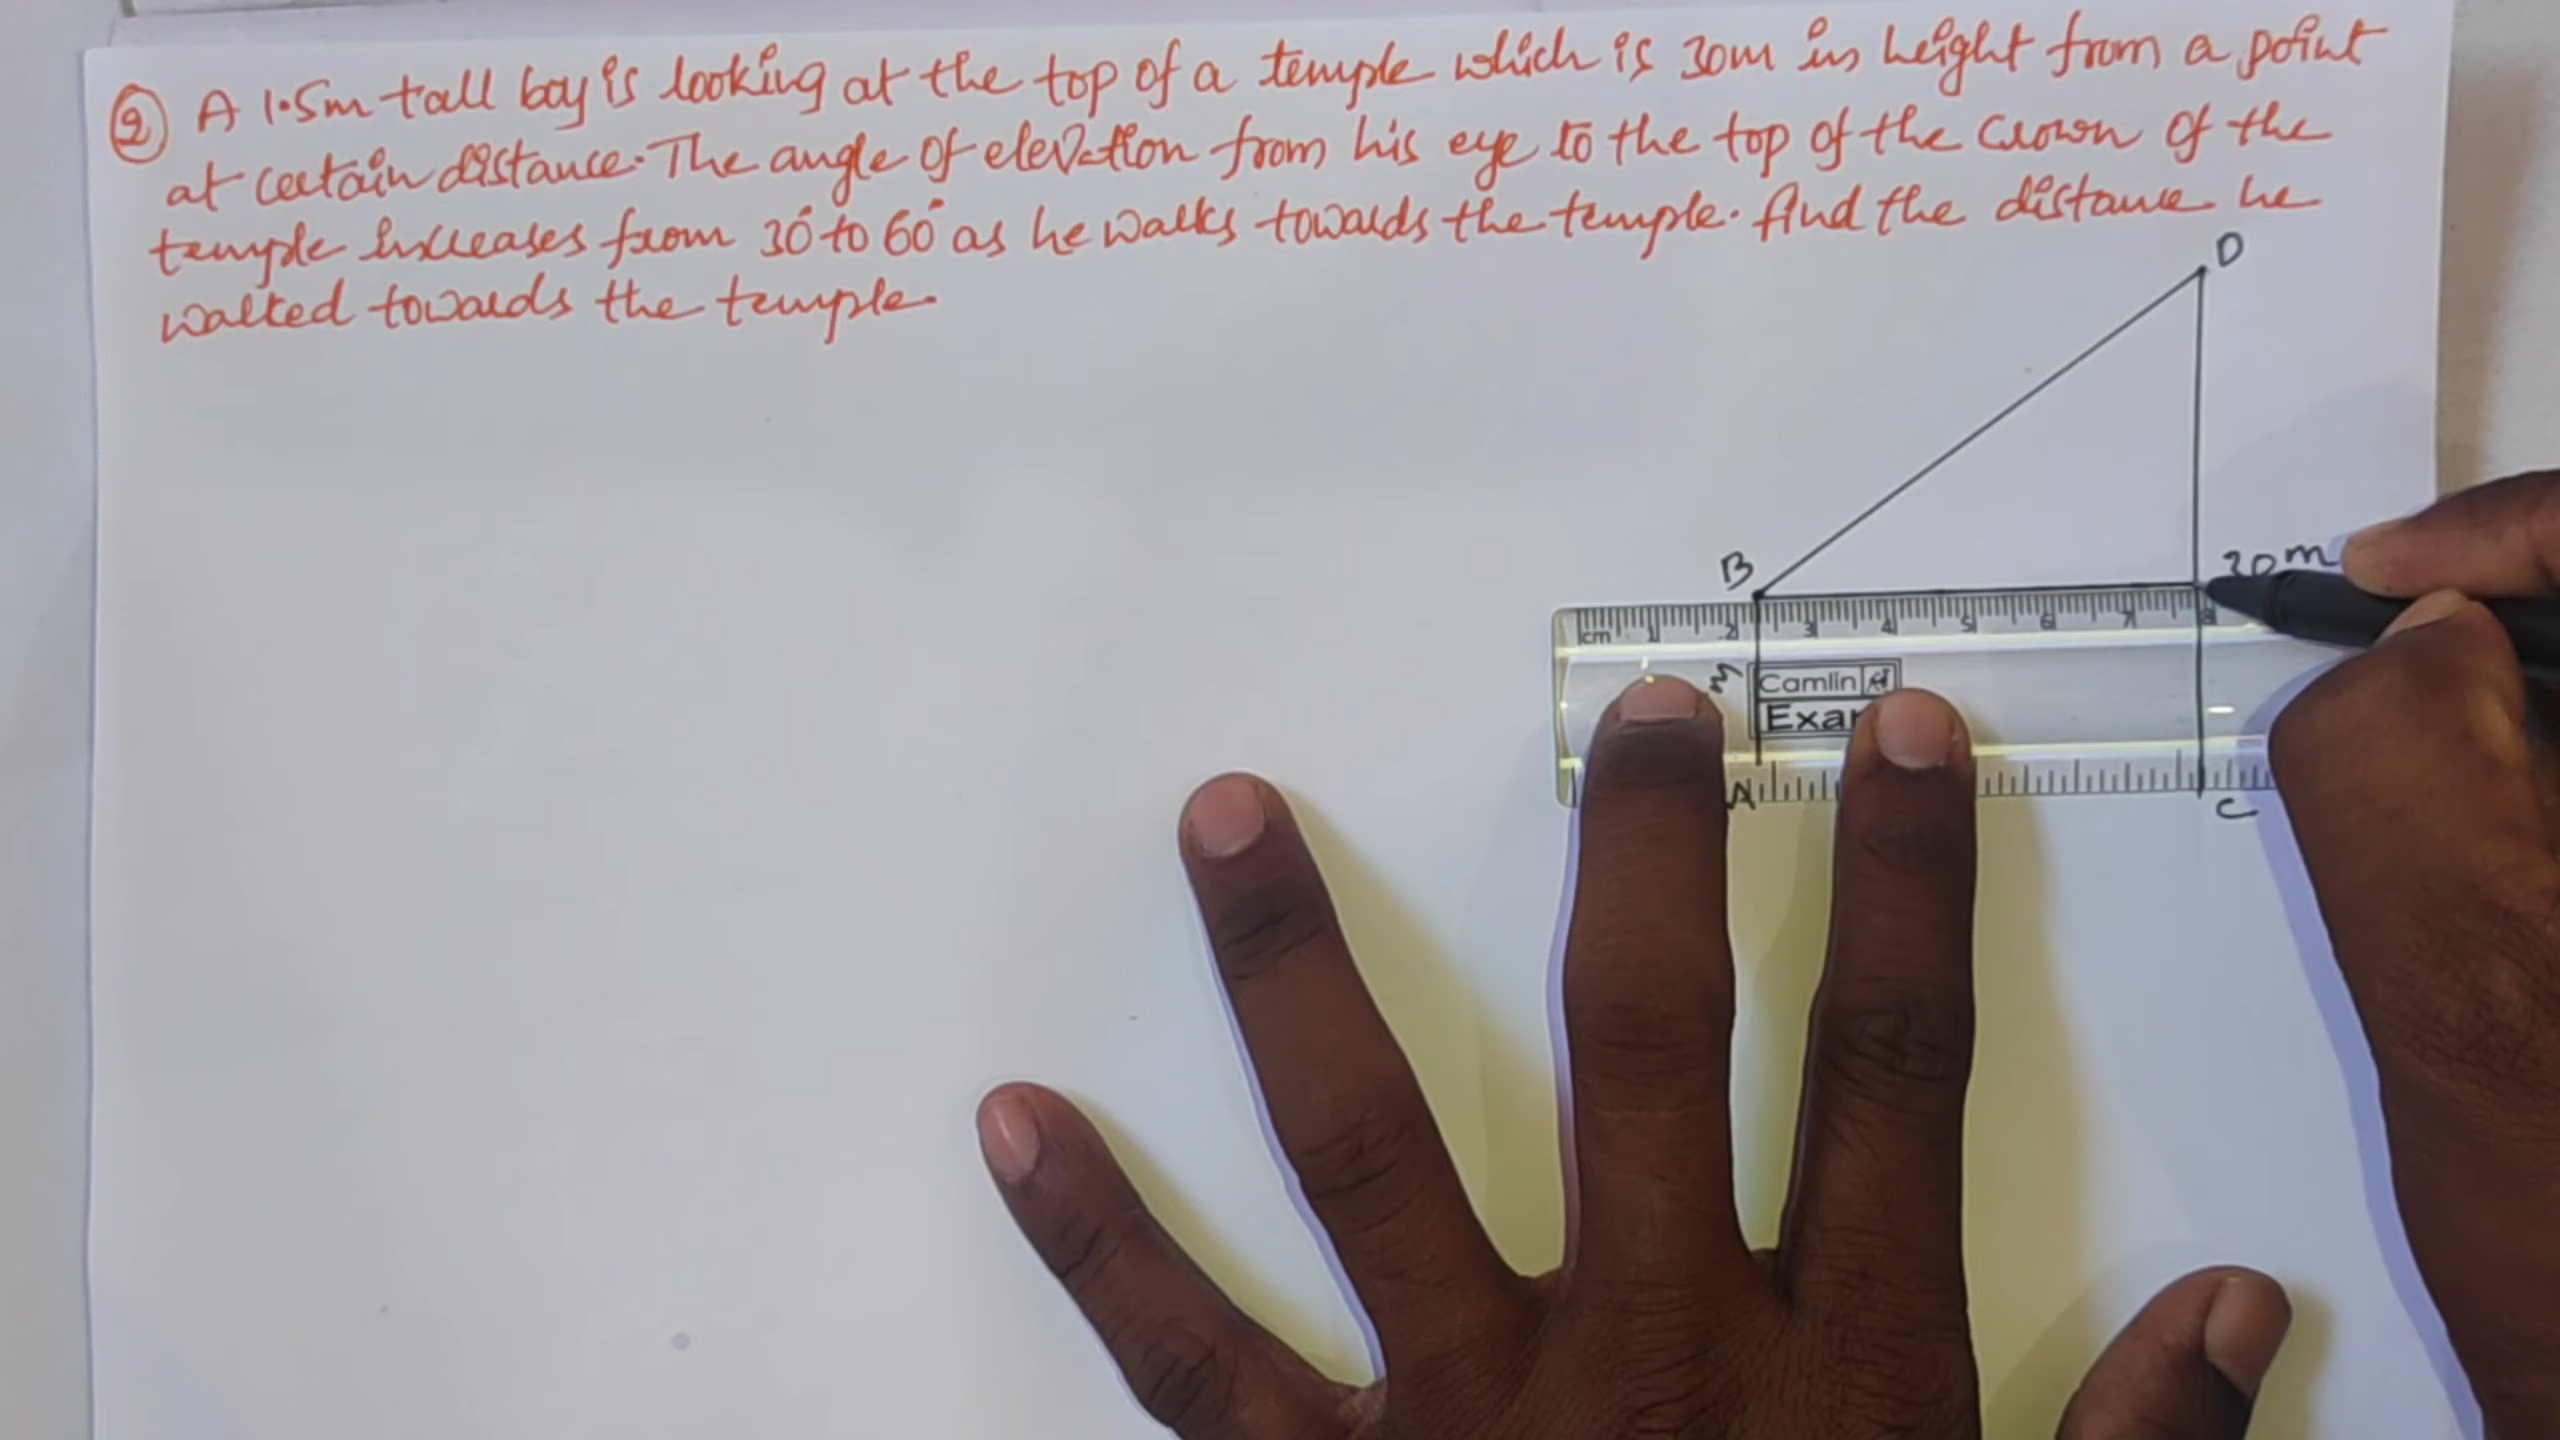 2 A 1.5m tall boy is looking at the top of a temple which is 30m in height from a point
at certain distance. The angle of elevation from his eye to the top of the crown of the
temple increases from 30° to 60° as he walks towards the temple. find the distance he
walked towards the temple.
D
B
30m
cm 1 2 3 4 5 6 7 8
M
Camlin
Exa
A
C